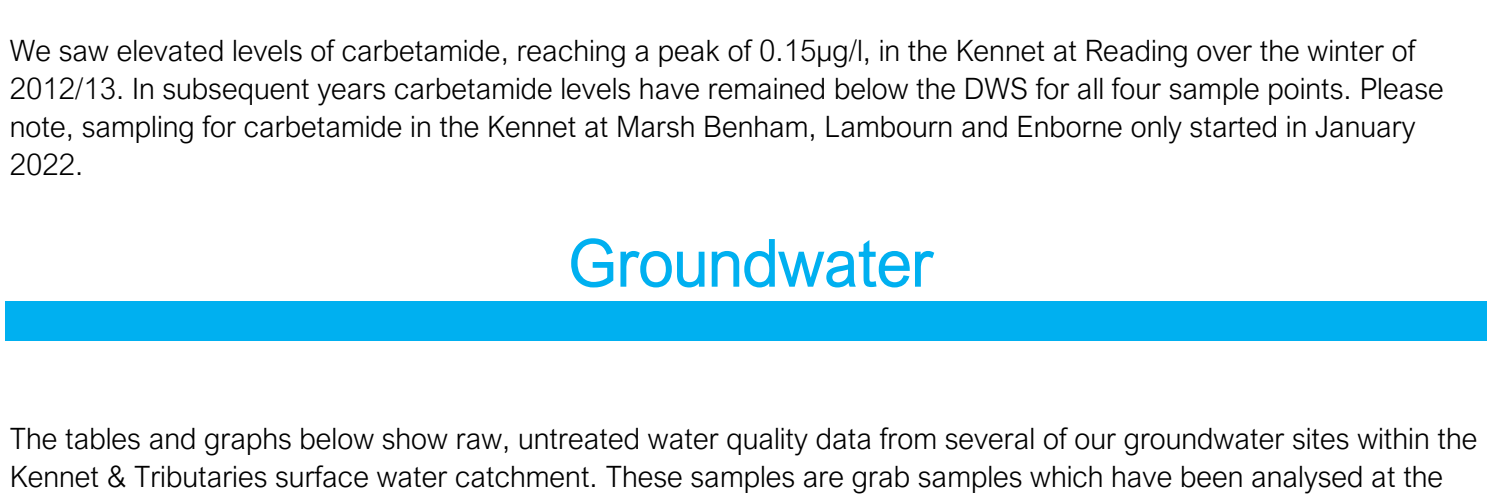 We saw elevated levels of carbetamide, reaching a peak of 0.15µg/l, in the Kennet at Reading over the winter of
2012/13. In subsequent years carbetamide levels have remained below the DWS for all four sample points. Please
note, sampling for carbetamide in the Kennet at Marsh Benham, Lambourn and Enborne only started in January
2022.
Groundwater
The tables and graphs below show raw, untreated water quality data from several of our groundwater sites within the
Kennet & Tributaries surface water catchment. These samples are grab samples which have been analysed at the